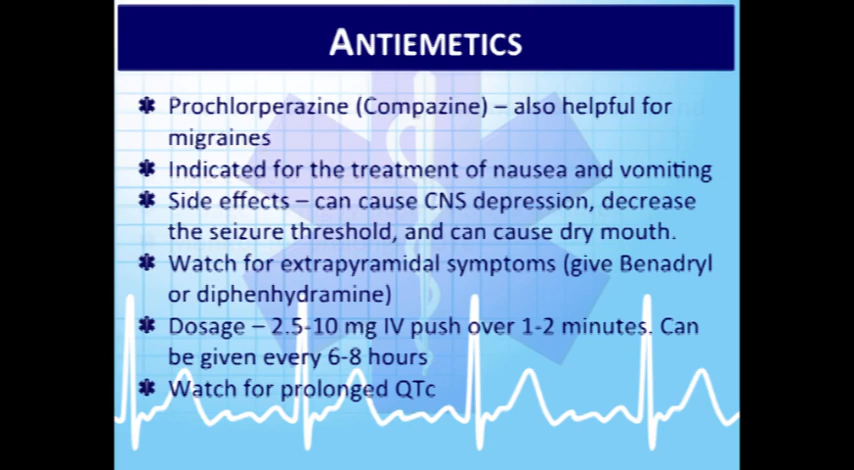 ANTIEMETICS
✱ Prochlorperazine (Compazine) – also helpful for
migraines
✱ Indicated for the treatment of nausea and vomiting
✱ Side effects – can cause CNS depression, decrease
the seizure threshold, and can cause dry mouth.
✱ Watch for extrapyramidal symptoms (give Benadryl
or diphenhydramine)
✱ Dosage – 2.5-10 mg IV push over 1-2 minutes. Can
be given every 6-8 hours
✱ Watch for prolonged QTc